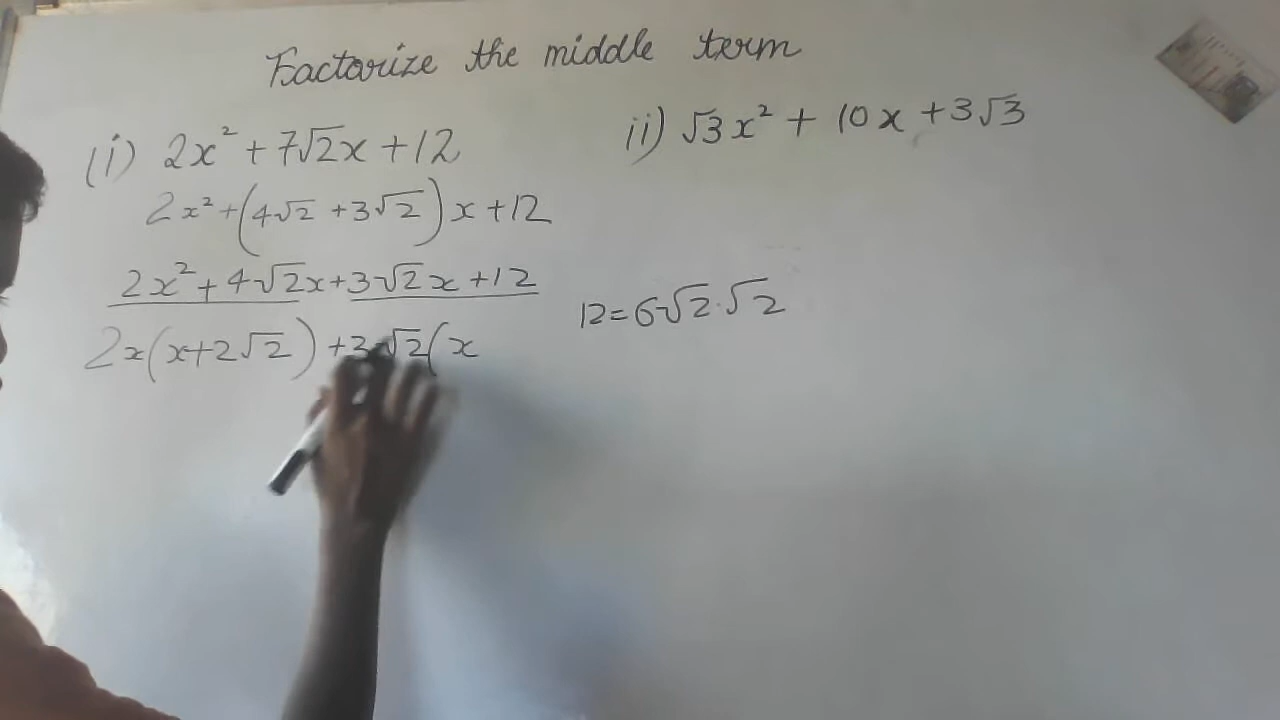 Factorize the middle term
(i) 2x² + 7√2x + 12
2x² + (4√2 + 3√2)x + 12
2x² + 4√2x + 3√2x + 12
2x(x + 2√2) + 3√2(x
ii) √3x² + 10x + 3√3
12 = 6√2.√2